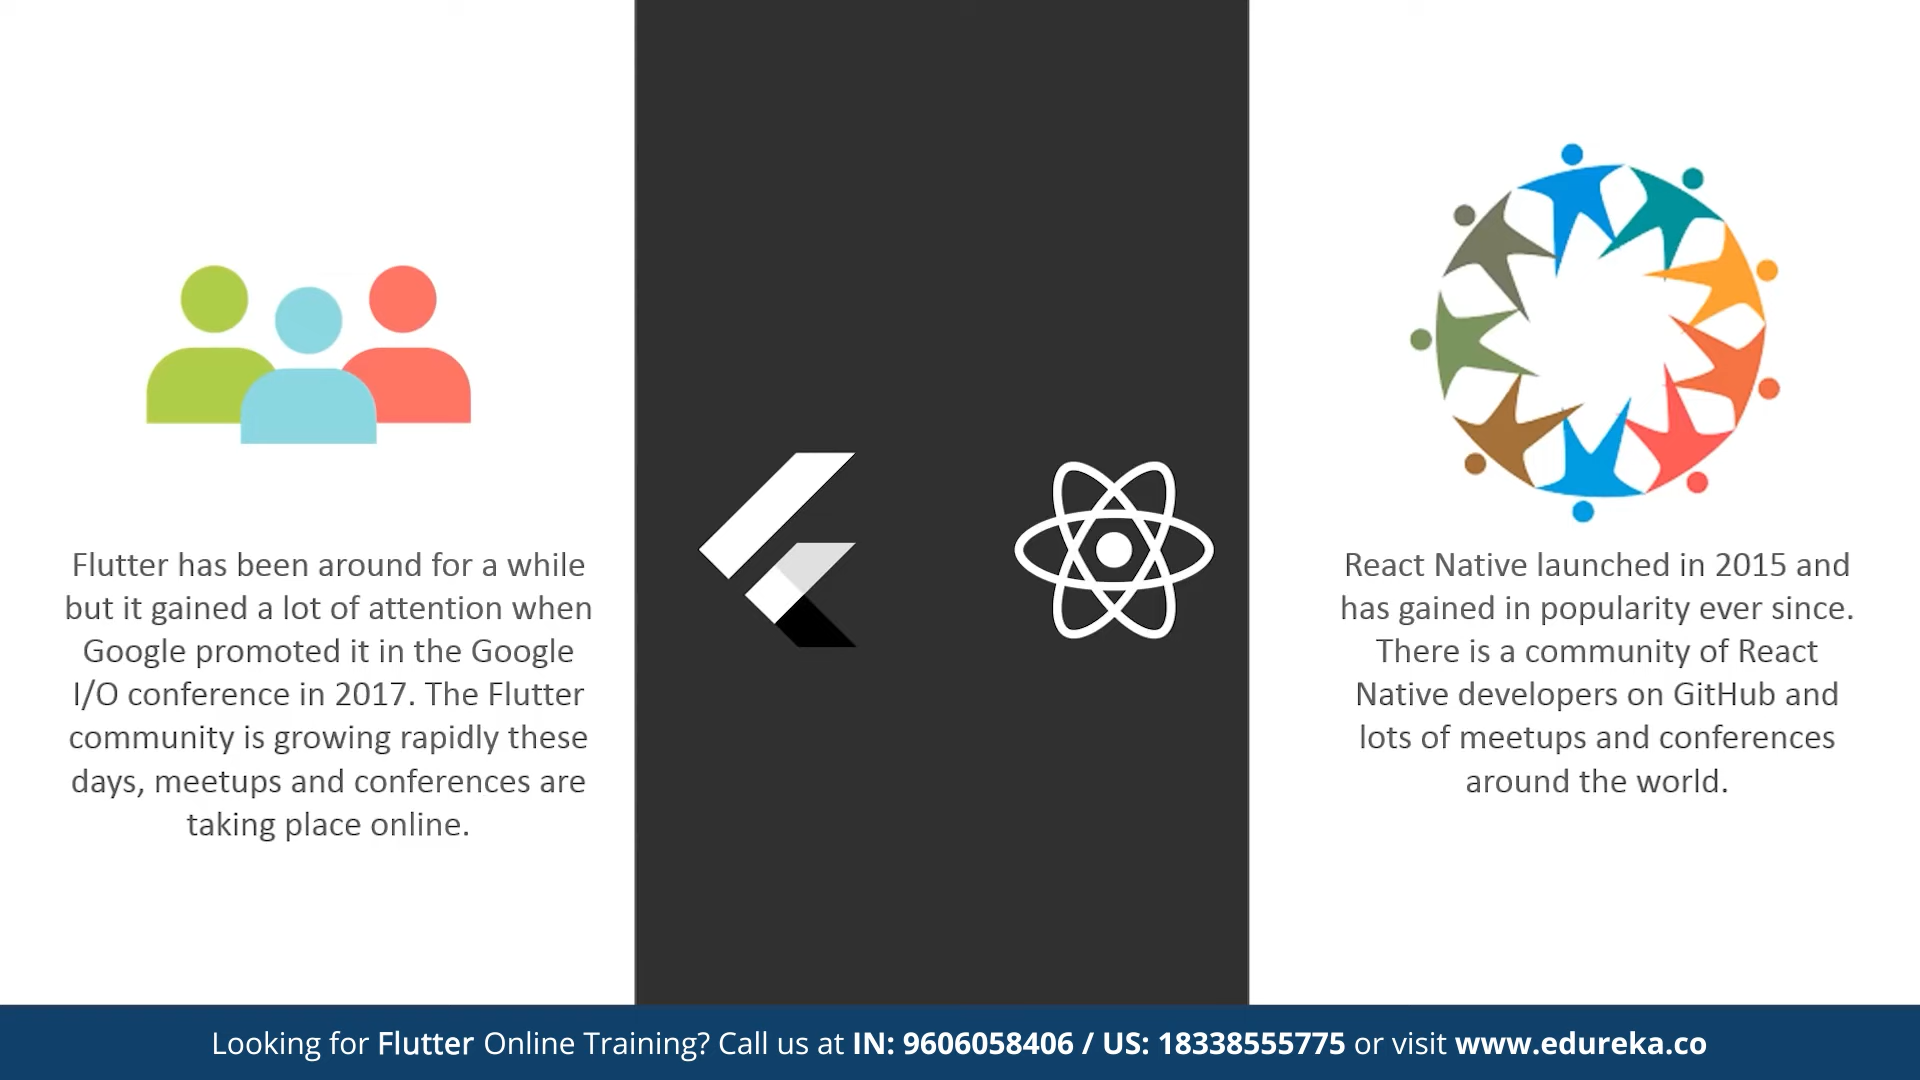 Flutter has been around for a while
but it gained a lot of attention when
Google promoted it in the Google
I/O conference in 2017. The Flutter
community is growing rapidly these
days, meetups and conferences are
taking place online.
React Native launched in 2015 and
has gained in popularity ever since.
There is a community of React
Native developers on GitHub and
lots of meetups and conferences
around the world.
Looking for Flutter Online Training? Call us at IN: 9606058406 / US: 18338555775 or visit www.edureka.co